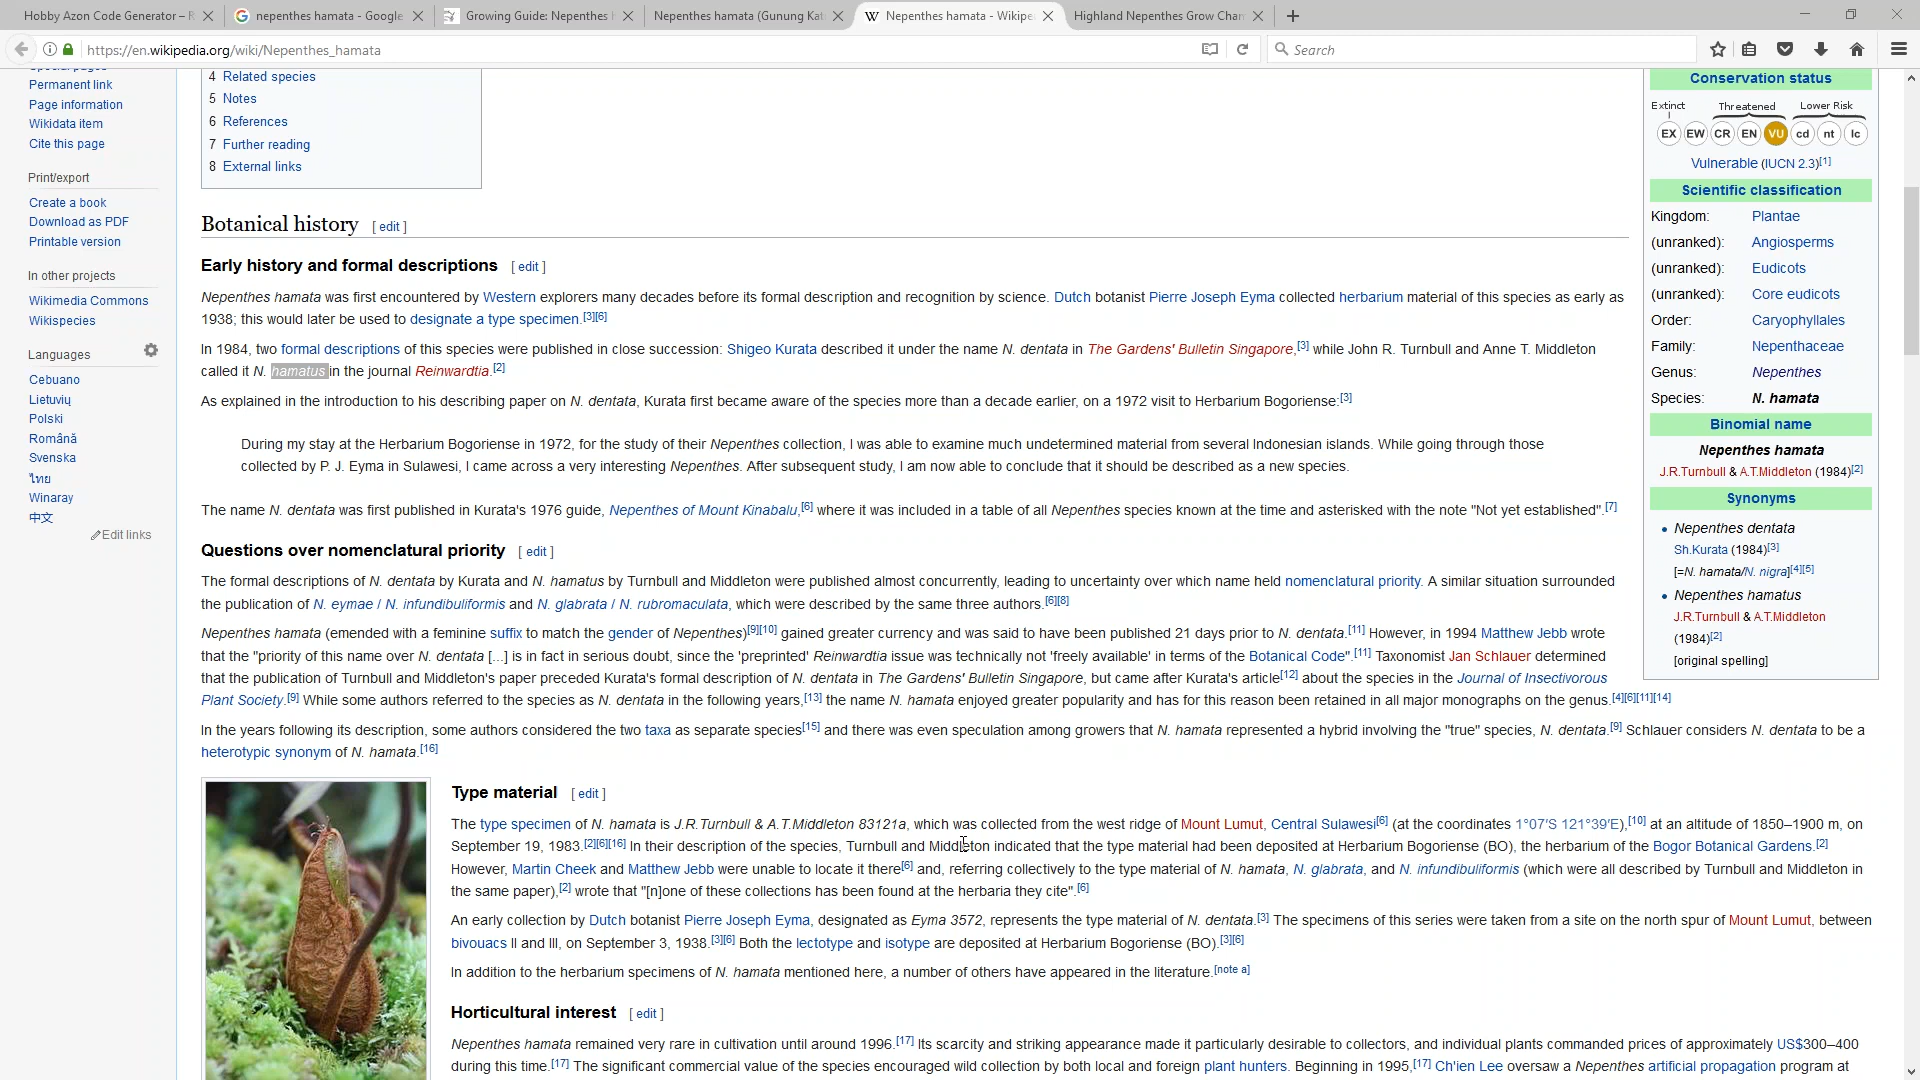 Hobby Azon Code Generator – R
nepenthes hamata - Google
Growing Guide: Nepenthes
Nepenthes hamata (Gunung Kat
Nepenthes hamata - Wikipe
Highland Nepenthes Grow Char
https://en.wikipedia.org/wiki/Nepenthes_hamata
Search
Special pages
Permanent link
Page information
Wikidata item
Cite this page
Print/export
Create a book
Download as PDF
Printable version
In other projects
Wikimedia Commons
Wikispecies
Languages
Cebuano
Lietuvių
Polski
Română
Svenska
ไทย
Winaray
中文
Edit links
4 Related species
5 Notes
6 References
7 Further reading
8 External links
Botanical history [ edit ]
Early history and formal descriptions [ edit ]
Nepenthes hamata was first encountered by Western explorers many decades before its formal description and recognition by science. Dutch botanist Pierre Joseph Eyma collected herbarium material of this species as early as
1938; this would later be used to designate a type specimen.[3][6]
In 1984, two formal descriptions of this species were published in close succession: Shigeo Kurata described it under the name N. dentata in The Gardens' Bulletin Singapore,[3] while John R. Turnbull and Anne T. Middleton
called it N. hamatus in the journal Reinwardtia.[2]
As explained in the introduction to his describing paper on N. dentata, Kurata first became aware of the species more than a decade earlier, on a 1972 visit to Herbarium Bogoriense:[3]
During my stay at the Herbarium Bogoriense in 1972, for the study of their Nepenthes collection, I was able to examine much undetermined material from several Indonesian islands. While going through those
collected by P. J. Eyma in Sulawesi, I came across a very interesting Nepenthes. After subsequent study, I am now able to conclude that it should be described as a new species.
The name N. dentata was first published in Kurata's 1976 guide, Nepenthes of Mount Kinabalu,[6] where it was included in a table of all Nepenthes species known at the time and asterisked with the note "Not yet established".[7]
Questions over nomenclatural priority [ edit ]
The formal descriptions of N. dentata by Kurata and N. hamatus by Turnbull and Middleton were published almost concurrently, leading to uncertainty over which name held nomenclatural priority. A similar situation surrounded
the publication of N. eymae / N. infundibuliformis and N. glabrata / N. rubromaculata, which were described by the same three authors.[6][8]
Nepenthes hamata (emended with a feminine suffix to match the gender of Nepenthes)[9][10] gained greater currency and was said to have been published 21 days prior to N. dentata.[11] However, in 1994 Matthew Jebb wrote
that the "priority of this name over N. dentata [...] is in fact in serious doubt, since the 'preprinted' Reinwardtia issue was technically not 'freely available' in terms of the Botanical Code".[11] Taxonomist Jan Schlauer determined
that the publication of Turnbull and Middleton's paper preceded Kurata's formal description of N. dentata in The Gardens' Bulletin Singapore, but came after Kurata's article[12] about the species in the Journal of Insectivorous
Plant Society.[9] While some authors referred to the species as N. dentata in the following years,[13] the name N. hamata enjoyed greater popularity and has for this reason been retained in all major monographs on the genus.[4][6][11][14]
In the years following its description, some authors considered the two taxa as separate species[15] and there was even speculation among growers that N. hamata represented a hybrid involving the "true" species, N. dentata.[9] Schlauer considers N. dentata to be a
heterotypic synonym of N. hamata.[16]
Type material [ edit ]
The type specimen of N. hamata is J.R.Turnbull & A.T.Middleton 83121a, which was collected from the west ridge of Mount Lumut, Central Sulawesi[6] (at the coordinates 1°07′S 121°39′E),[10] at an altitude of 1850–1900 m, on
September 19, 1983.[2][6][16] In their description of the species, Turnbull and Middleton indicated that the type material had been deposited at Herbarium Bogoriense (BO), the herbarium of the Bogor Botanical Gardens.[2]
However, Martin Cheek and Matthew Jebb were unable to locate it there[6] and, referring collectively to the type material of N. hamata, N. glabrata, and N. infundibuliformis (which were all described by Turnbull and Middleton in
the same paper),[2] wrote that "[n]one of these collections has been found at the herbaria they cite".[6]
An early collection by Dutch botanist Pierre Joseph Eyma, designated as Eyma 3572, represents the type material of N. dentata.[3] The specimens of this series were taken from a site on the north spur of Mount Lumut, between
bivouacs II and III, on September 3, 1938.[3][6] Both the lectotype and isotype are deposited at Herbarium Bogoriense (BO).[3][6]
In addition to the herbarium specimens of N. hamata mentioned here, a number of others have appeared in the literature.[note a]
Horticultural interest [ edit ]
Nepenthes hamata remained very rare in cultivation until around 1996.[17] Its scarcity and striking appearance made it particularly desirable to collectors, and individual plants commanded prices of approximately US$300–400
during this time.[17] The significant commercial value of the species encouraged wild collection by both local and foreign plant hunters. Beginning in 1995,[17] Ch'ien Lee oversaw a Nepenthes artificial propagation program at
Conservation status
Extinct Threatened Lower Risk
EX EW CR EN VU cd nt lc
Vulnerable (IUCN 2.3)[1]
Scientific classification
Kingdom: Plantae
(unranked): Angiosperms
(unranked): Eudicots
(unranked): Core eudicots
Order: Caryophyllales
Family: Nepenthaceae
Genus: Nepenthes
Species: N. hamata
Binomial name
Nepenthes hamata
J.R.Turnbull & A.T.Middleton (1984)[2]
Synonyms
Nepenthes dentata
Sh.Kurata (1984)[3]
[=N. hamata/N. nigra][4][5]
Nepenthes hamatus
J.R.Turnbull & A.T.Middleton
(1984)[2]
[original spelling]